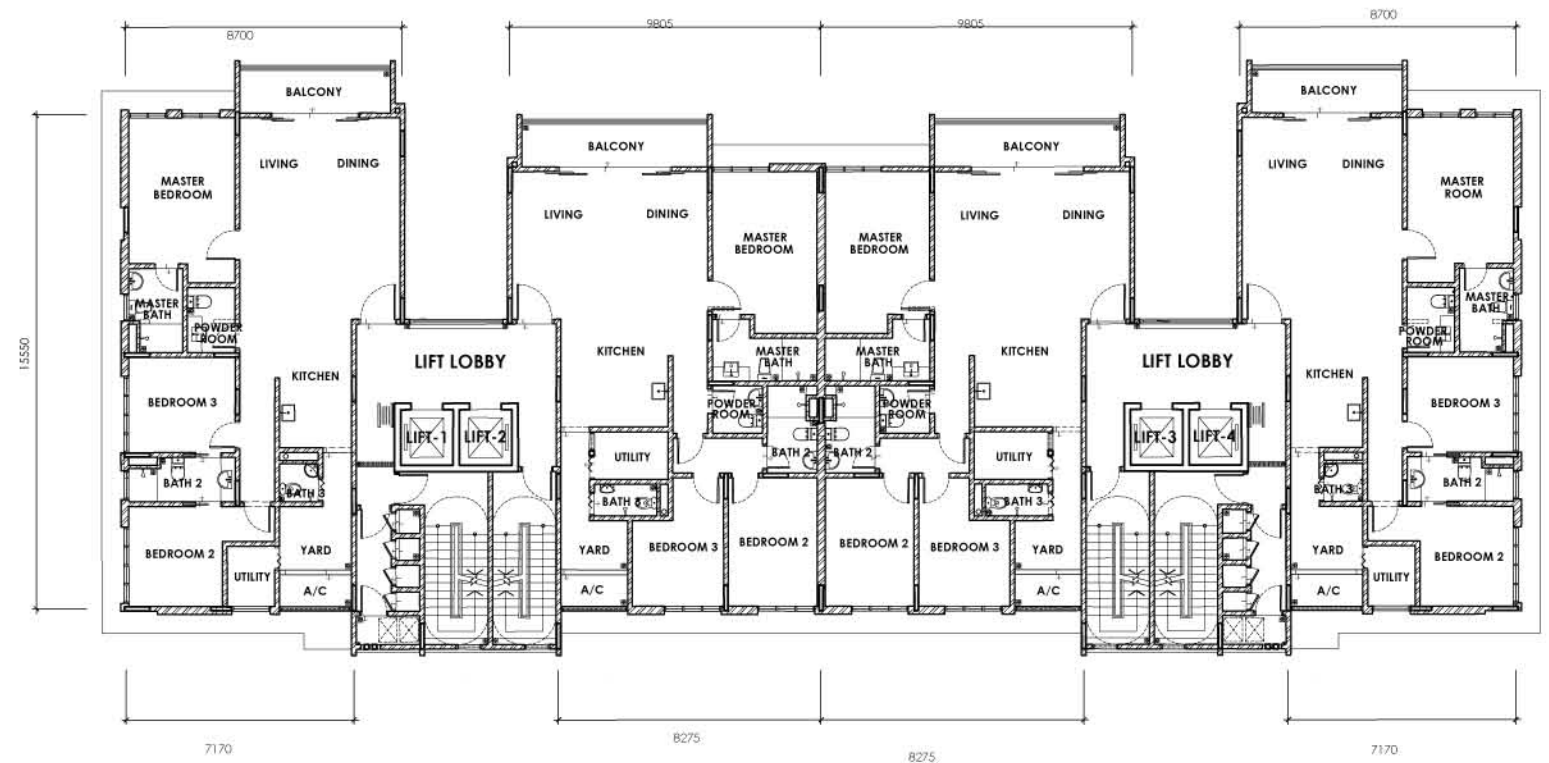 8700
9805
9805
8700
BALCONY
BALCONY
BALCONY
BALCONY
LIVING
DINING
LIVING
DINING
MASTER
BEDROOM
MASTER
ROOM
LIVING
DINING
LIVING
DINING
MASTER
BEDROOM
MASTER
BEDROOM
MASTER
BATH
POWDER
ROOM
MASTER
BATH
POWDER
ROOM
15550
LIFT LOBBY
KITCHEN
MASTER
BATH
MASTER
BATH
KITCHEN
LIFT LOBBY
KITCHEN
KITCHEN
BEDROOM 3
POWDER
ROOM
POWDER
ROOM
BEDROOM 3
LIFT-1
LIFT-2
LIFT-3
LIFT-4
UTILITY
BATH 2
BATH 2
UTILITY
BATH 2
BATH 3
BATH 3
BATH 3
BATH 3
BATH 2
BEDROOM 2
YARD
YARD
BEDROOM 3
BEDROOM 2
BEDROOM 2
BEDROOM 3
YARD
YARD
BEDROOM 2
UTILITY
A/C
A/C
A/C
A/C
UTILITY
7170
8275
8275
7170